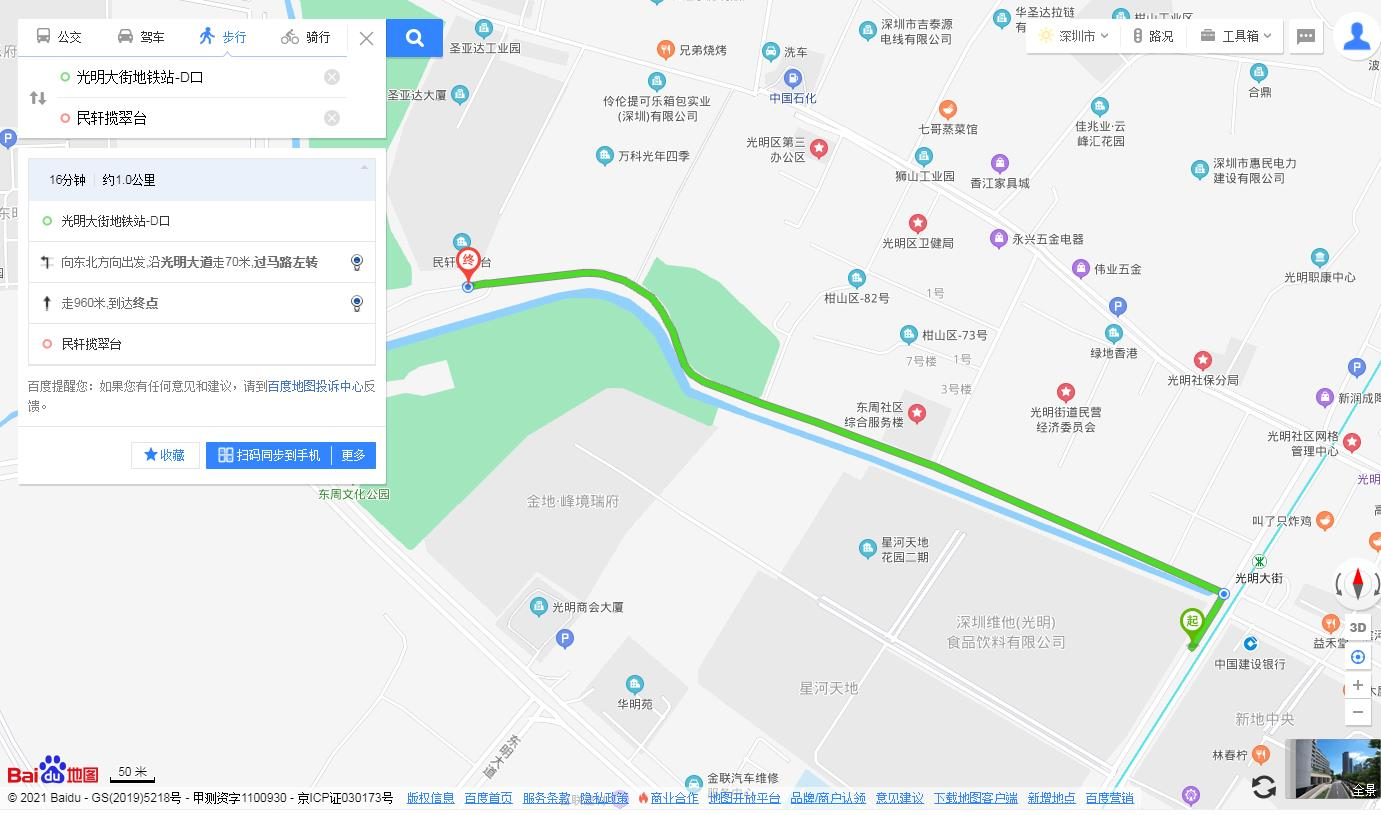 公交
驾车
步行
骑行
光明大街地铁站-D口
民轩揽翠台
16分钟
约1.0公里
光明大街地铁站-D口
向东北方向出发,沿光明大道走70米,过马路左转
走960米,到达终点
民轩揽翠台
百度提醒您：如果您有任何意见和建议，请到百度地图投诉中心反
馈。
收藏
扫码同步到手机
更多
深圳市
路况
工具箱
圣亚达工业园
兄弟烧烤
洗车
深圳市吉泰源
电线有限公司
华圣达拉链
柑山工业区
中国石化
圣亚达大厦
伶伦提可乐箱包实业
(深圳)有限公司
七哥蒸菜馆
佳兆业·云
峰汇花园
合鼎
万科光年四季
光明区第三
办公区
狮山工业园
香江家具城
深圳市惠民电力
建设有限公司
光明区卫健局
永兴五金电器
伟业五金
光明职康中心
终
柑山区-82号
1号
柑山区-73号
7号楼
1号
3号楼
绿地香港
光明社保分局
东周社区
综合服务楼
光明街道民营
经济委员会
光明社区网格
管理中心
叫了只炸鸡
光明大街
起
东周文化公园
金地·峰境瑞府
星河天地
花园二期
深圳维他(光明)
食品饮料有限公司
光明商会大厦
P
华明苑
星河天地
东明大道
中国建设银行
新地中央
林春柠
金联汽车维修
服务中心
3D
全景
Bai du 地图
50 米
© 2021 Baidu - GS(2019)5218号 - 甲测资字1100930 - 京ICP证030173号
版权信息
百度首页
服务条款
隐私政策
商业合作
地图开放平台
品牌/商户认领
意见建议
下载地图客户端
新增地点
百度营销